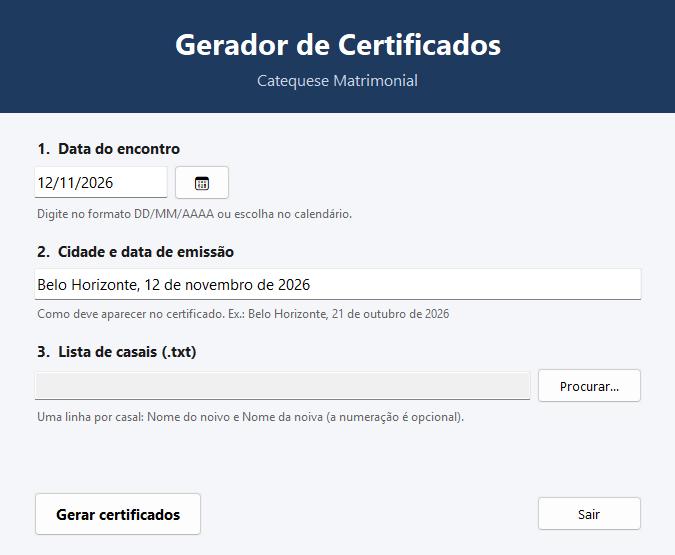 Gerador de Certificados
Catequese Matrimonial
1. Data do encontro
12/11/2026
Digite no formato DD/MM/AAAA ou escolha no calendário.
2. Cidade e data de emissão
Belo Horizonte, 12 de novembro de 2026
Como deve aparecer no certificado. Ex.: Belo Horizonte, 21 de outubro de 2026
3. Lista de casais (.txt)
Procurar...
Uma linha por casal: Nome do noivo e Nome da noiva (a numeração é opcional).
Gerar certificados
Sair